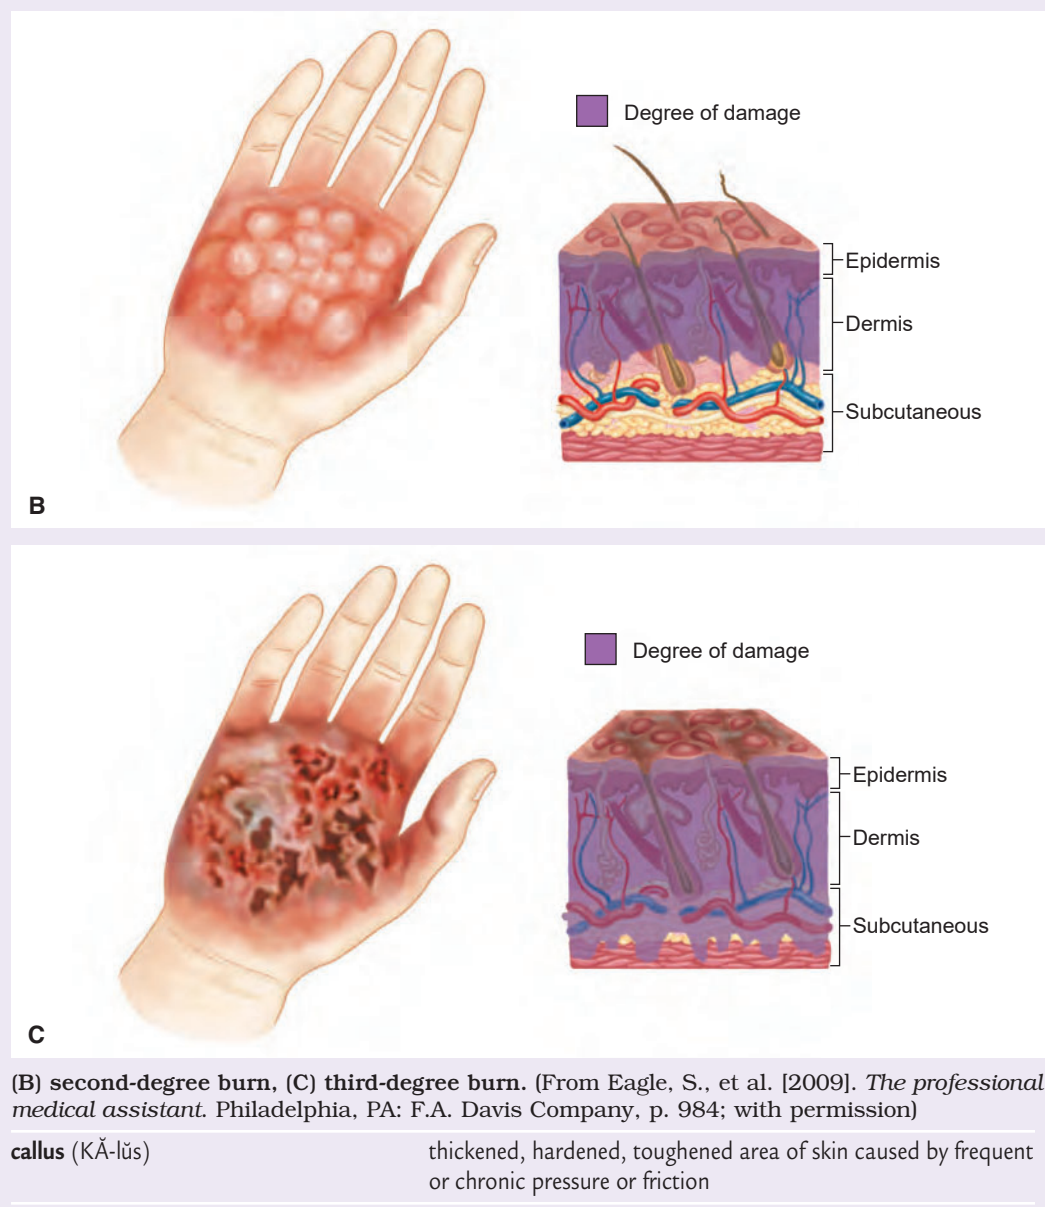 Degree of damage
Epidermis
Dermis
Subcutaneous
B
Degree of damage
Epidermis
Dermis
Subcutaneous
C
(B) second-degree burn, (C) third-degree burn. (From Eagle, S., et al. [2009]. The professional
medical assistant. Philadelphia, PA: F.A. Davis Company, p. 984; with permission)
callus (KĂ-lŭs) thickened, hardened, toughened area of skin caused by frequent
or chronic pressure or friction